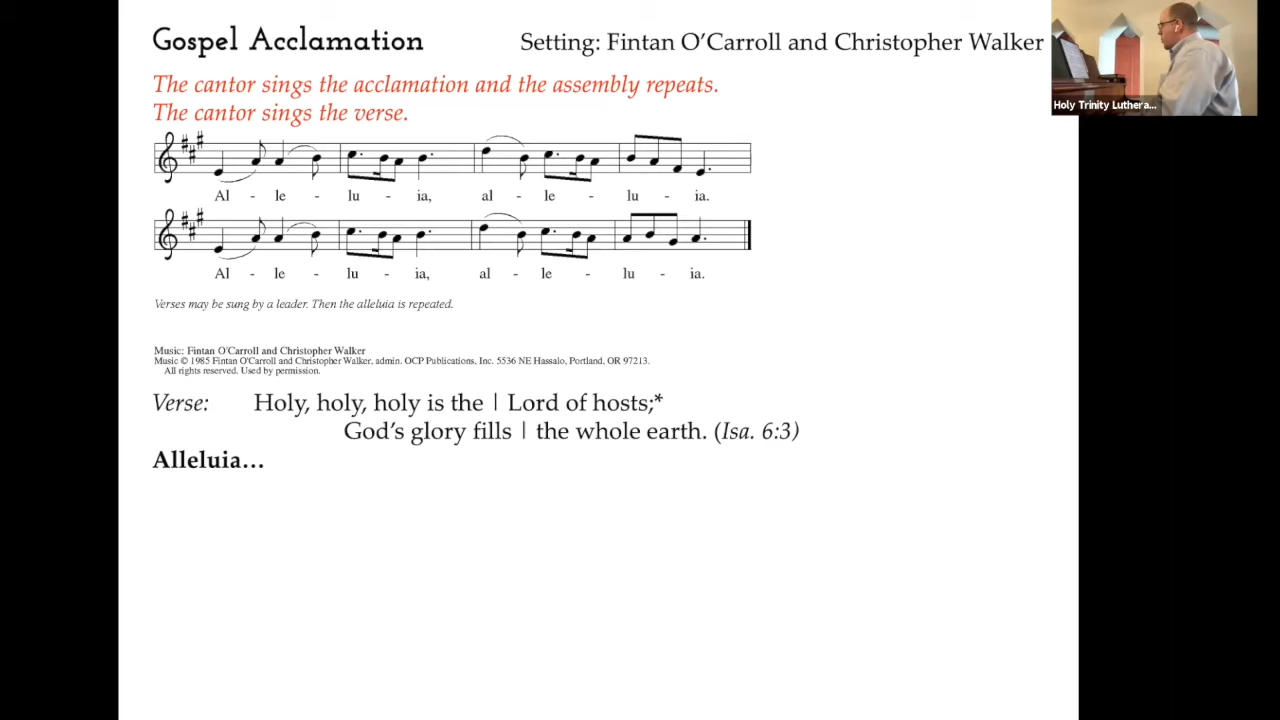 Gospel Acclamation Setting: Fintan O'Carroll and Christopher Walker
Holy Trinity Luthera...
The cantor sings the acclamation and the assembly repeats.
The cantor sings the verse.
Al - le - lu - ia, al - le - lu - ia.
Al - le - lu - ia, al - le - lu - ia.
Verses may be sung by a leader. Then the alleluia is repeated.
Music: Fintan O'Carroll and Christopher Walker
Music © 1985 Fintan O'Carroll and Christopher Walker, admin. OCP Publications, Inc. 5536 NE Hassalo, Portland, OR 97213.
All rights reserved. Used by permission.
Verse: Holy, holy, holy is the | Lord of hosts;*
God's glory fills | the whole earth. (Isa. 6:3)
Alleluia...